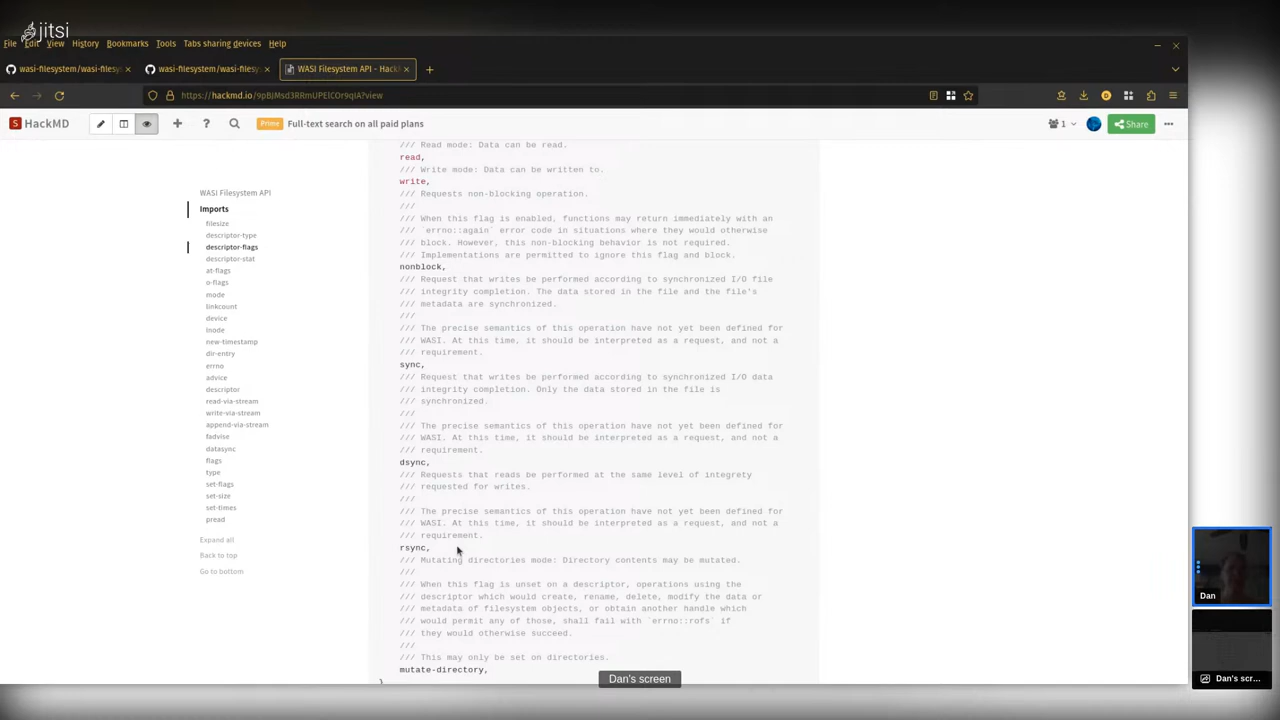 jitsi
File Edit View History Bookmarks Tools Tabs sharing devices Help
wasi-filesystem/wasi-filesy
wasi-filesystem/wasi-filesy
WASI Filesystem API - HackM
https://hackmd.io/9pBJMsd3RRmUPElCOr9qIA?view
HackMD
Prime Full-text search on all paid plans
1
Share
WASI Filesystem API
Imports
filesize
descriptor-type
descriptor-flags
descriptor-stat
at-flags
o-flags
mode
linkcount
device
inode
new-timestamp
dir-entry
errno
advice
descriptor
read-via-stream
write-via-stream
append-via-stream
fadvise
datasync
flags
type
set-flags
set-size
set-times
pread
Expand all
Back to top
Go to bottom
/// Read mode: Data can be read.
read,
/// Write mode: Data can be written to.
write,
/// Requests non-blocking operation.
///
/// When this flag is enabled, functions may return immediately with an
/// `errno::again` error code in situations where they would otherwise
/// block. However, this non-blocking behavior is not required.
/// Implementations are permitted to ignore this flag and block.
nonblock,
/// Request that writes be performed according to synchronized I/O file
/// integrity completion. The data stored in the file and the file's
/// metadata are synchronized.
///
/// The precise semantics of this operation have not yet been defined for
/// WASI. At this time, it should be interpreted as a request, and not a
/// requirement.
sync,
/// Request that writes be performed according to synchronized I/O data
/// integrity completion. Only the data stored in the file is
/// synchronized.
///
/// The precise semantics of this operation have not yet been defined for
/// WASI. At this time, it should be interpreted as a request, and not a
/// requirement.
dsync,
/// Requests that reads be performed at the same level of integrety
/// requested for writes.
///
/// The precise semantics of this operation have not yet been defined for
/// WASI. At this time, it should be interpreted as a request, and not a
/// requirement.
rsync,
/// Mutating directories mode: Directory contents may be mutated.
///
/// When this flag is unset on a descriptor, operations using the
/// descriptor which would create, rename, delete, modify the data or
/// metadata of filesystem objects, or obtain another handle which
/// would permit any of those, shall fail with `errno::rofs` if
/// they would otherwise succeed.
///
/// This may only be set on directories.
mutate-directory,
}
Dan's screen
Dan
Dan's scr...